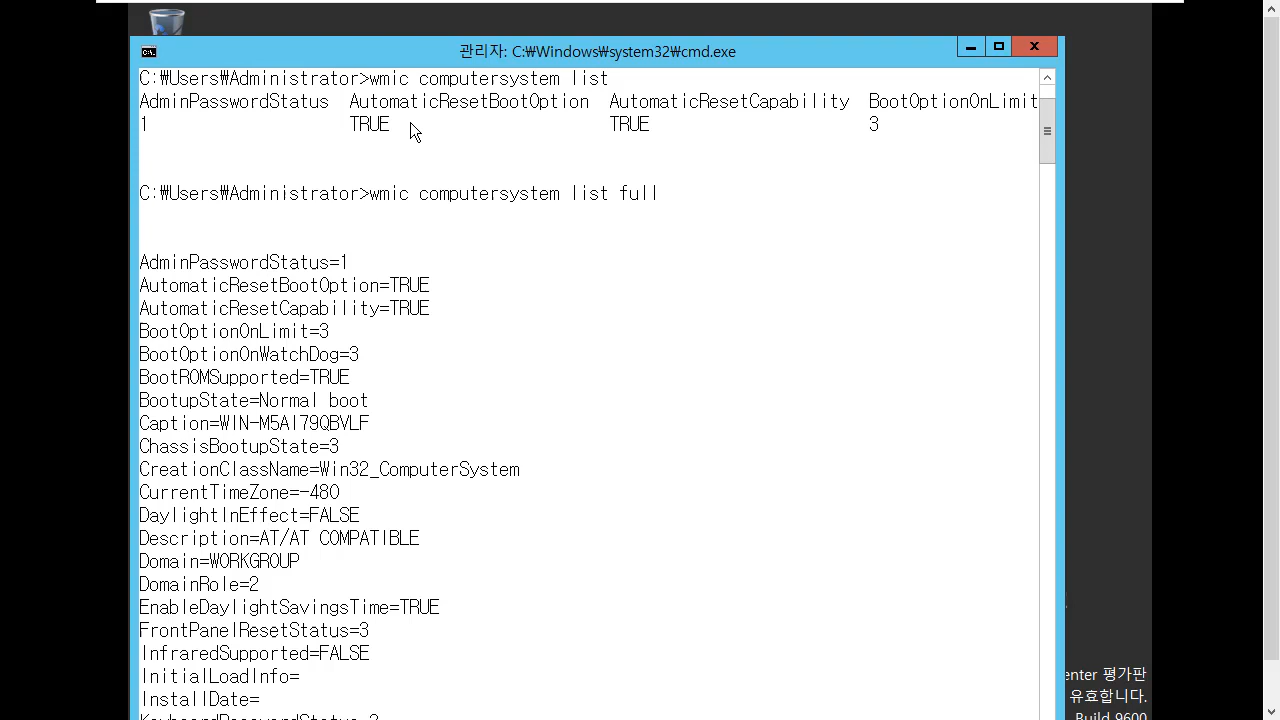 관리자: C:₩Windows₩system32₩cmd.exe
C:₩Users₩Administrator>wmic computersystem list
AdminPasswordStatus AutomaticResetBootOption AutomaticResetCapability BootOptionOnLimit
1 TRUE TRUE 3
C:₩Users₩Administrator>wmic computersystem list full
AdminPasswordStatus=1
AutomaticResetBootOption=TRUE
AutomaticResetCapability=TRUE
BootOptionOnLimit=3
BootOptionOnWatchDog=3
BootROMSupported=TRUE
BootupState=Normal boot
Caption=WIN-M5AI79QBVLF
ChassisBootupState=3
CreationClassName=Win32_ComputerSystem
CurrentTimeZone=-480
DaylightInEffect=FALSE
Description=AT/AT COMPATIBLE
Domain=WORKGROUP
DomainRole=2
EnableDaylightSavingsTime=TRUE
FrontPanelResetStatus=3
InfraredSupported=FALSE
InitialLoadInfo=
InstallDate=
KeyboardPasswordStatus=3
enter 평가판
유효합니다.
Build 9600